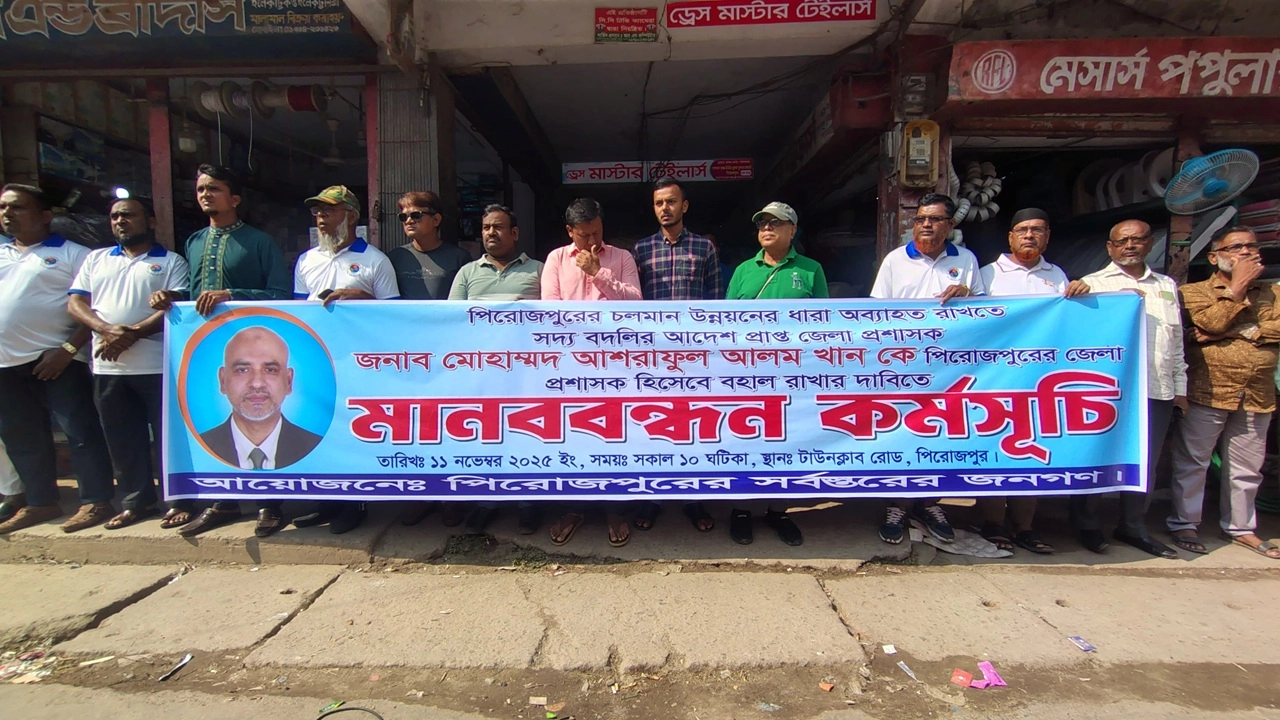 ড্রেস মাস্টার টেইলার্স
মেসার্স পপুলা
RFL
ড্রেস মাস্টার টেইলার্স
পিরোজপুরের চলমান উন্নয়নের ধারা অব্যাহত রাখতে
সদ্য বদলির আদেশ প্রাপ্ত জেলা প্রশাসক
জনাব মোহাম্মদ আশরাফুল আলম খান কে পিরোজপুরের জেলা
প্রশাসক হিসেবে বহাল রাখার দাবিতে
মানববন্ধন কর্মসূচি
তারিখঃ ১১ নভেম্বর ২০২৫ ইং, সময়ঃ সকাল ১০ ঘটিকা, স্থানঃ টাউনক্লাব রোড, পিরোজপুর।
আয়োজনেঃ পিরোজপুরের সর্বস্তরের জনগণ।